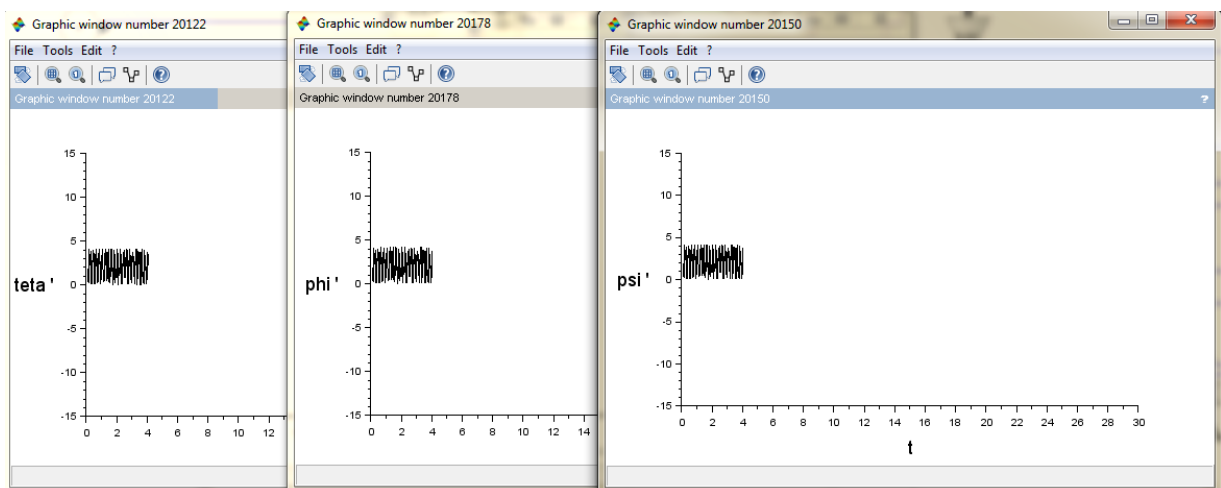 Graphic window number 20122
File Tools Edit ?
Graphic window number 20122
15
10
5
teta ' 0
-5
-10
-15
0 2 4 6 8 10 12
Graphic window number 20178
File Tools Edit ?
Graphic window number 20178
15
10
5
phi ' 0
-5
-10
-15
0 2 4 6 8 10 12 14
Graphic window number 20150
File Tools Edit ?
Graphic window number 20150 ?
15
10
5
psi ' 0
-5
-10
-15
0 2 4 6 8 10 12 14 16 18 20 22 24 26 28 30
t